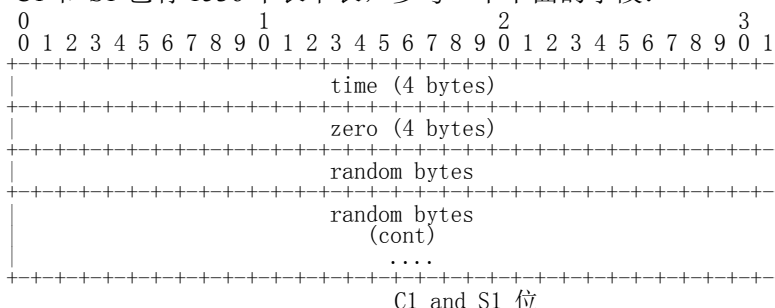 0                   1                   2                   3
0 1 2 3 4 5 6 7 8 9 0 1 2 3 4 5 6 7 8 9 0 1 2 3 4 5 6 7 8 9 0 1
+-+-+-+-+-+-+-+-+-+-+-+-+-+-+-+-+-+-+-+-+-+-+-+-+-+-+-+-+-+-+-+-
| time (4 bytes)
+-+-+-+-+-+-+-+-+-+-+-+-+-+-+-+-+-+-+-+-+-+-+-+-+-+-+-+-+-+-+-+-
| zero (4 bytes)
+-+-+-+-+-+-+-+-+-+-+-+-+-+-+-+-+-+-+-+-+-+-+-+-+-+-+-+-+-+-+-+-
| random bytes
+-+-+-+-+-+-+-+-+-+-+-+-+-+-+-+-+-+-+-+-+-+-+-+-+-+-+-+-+-+-+-+-
| random bytes
| (cont)
| ....
+-+-+-+-+-+-+-+-+-+-+-+-+-+-+-+-+-+-+-+-+-+-+-+-+-+-+-+-+-+-+-+-
C1 and S1 位